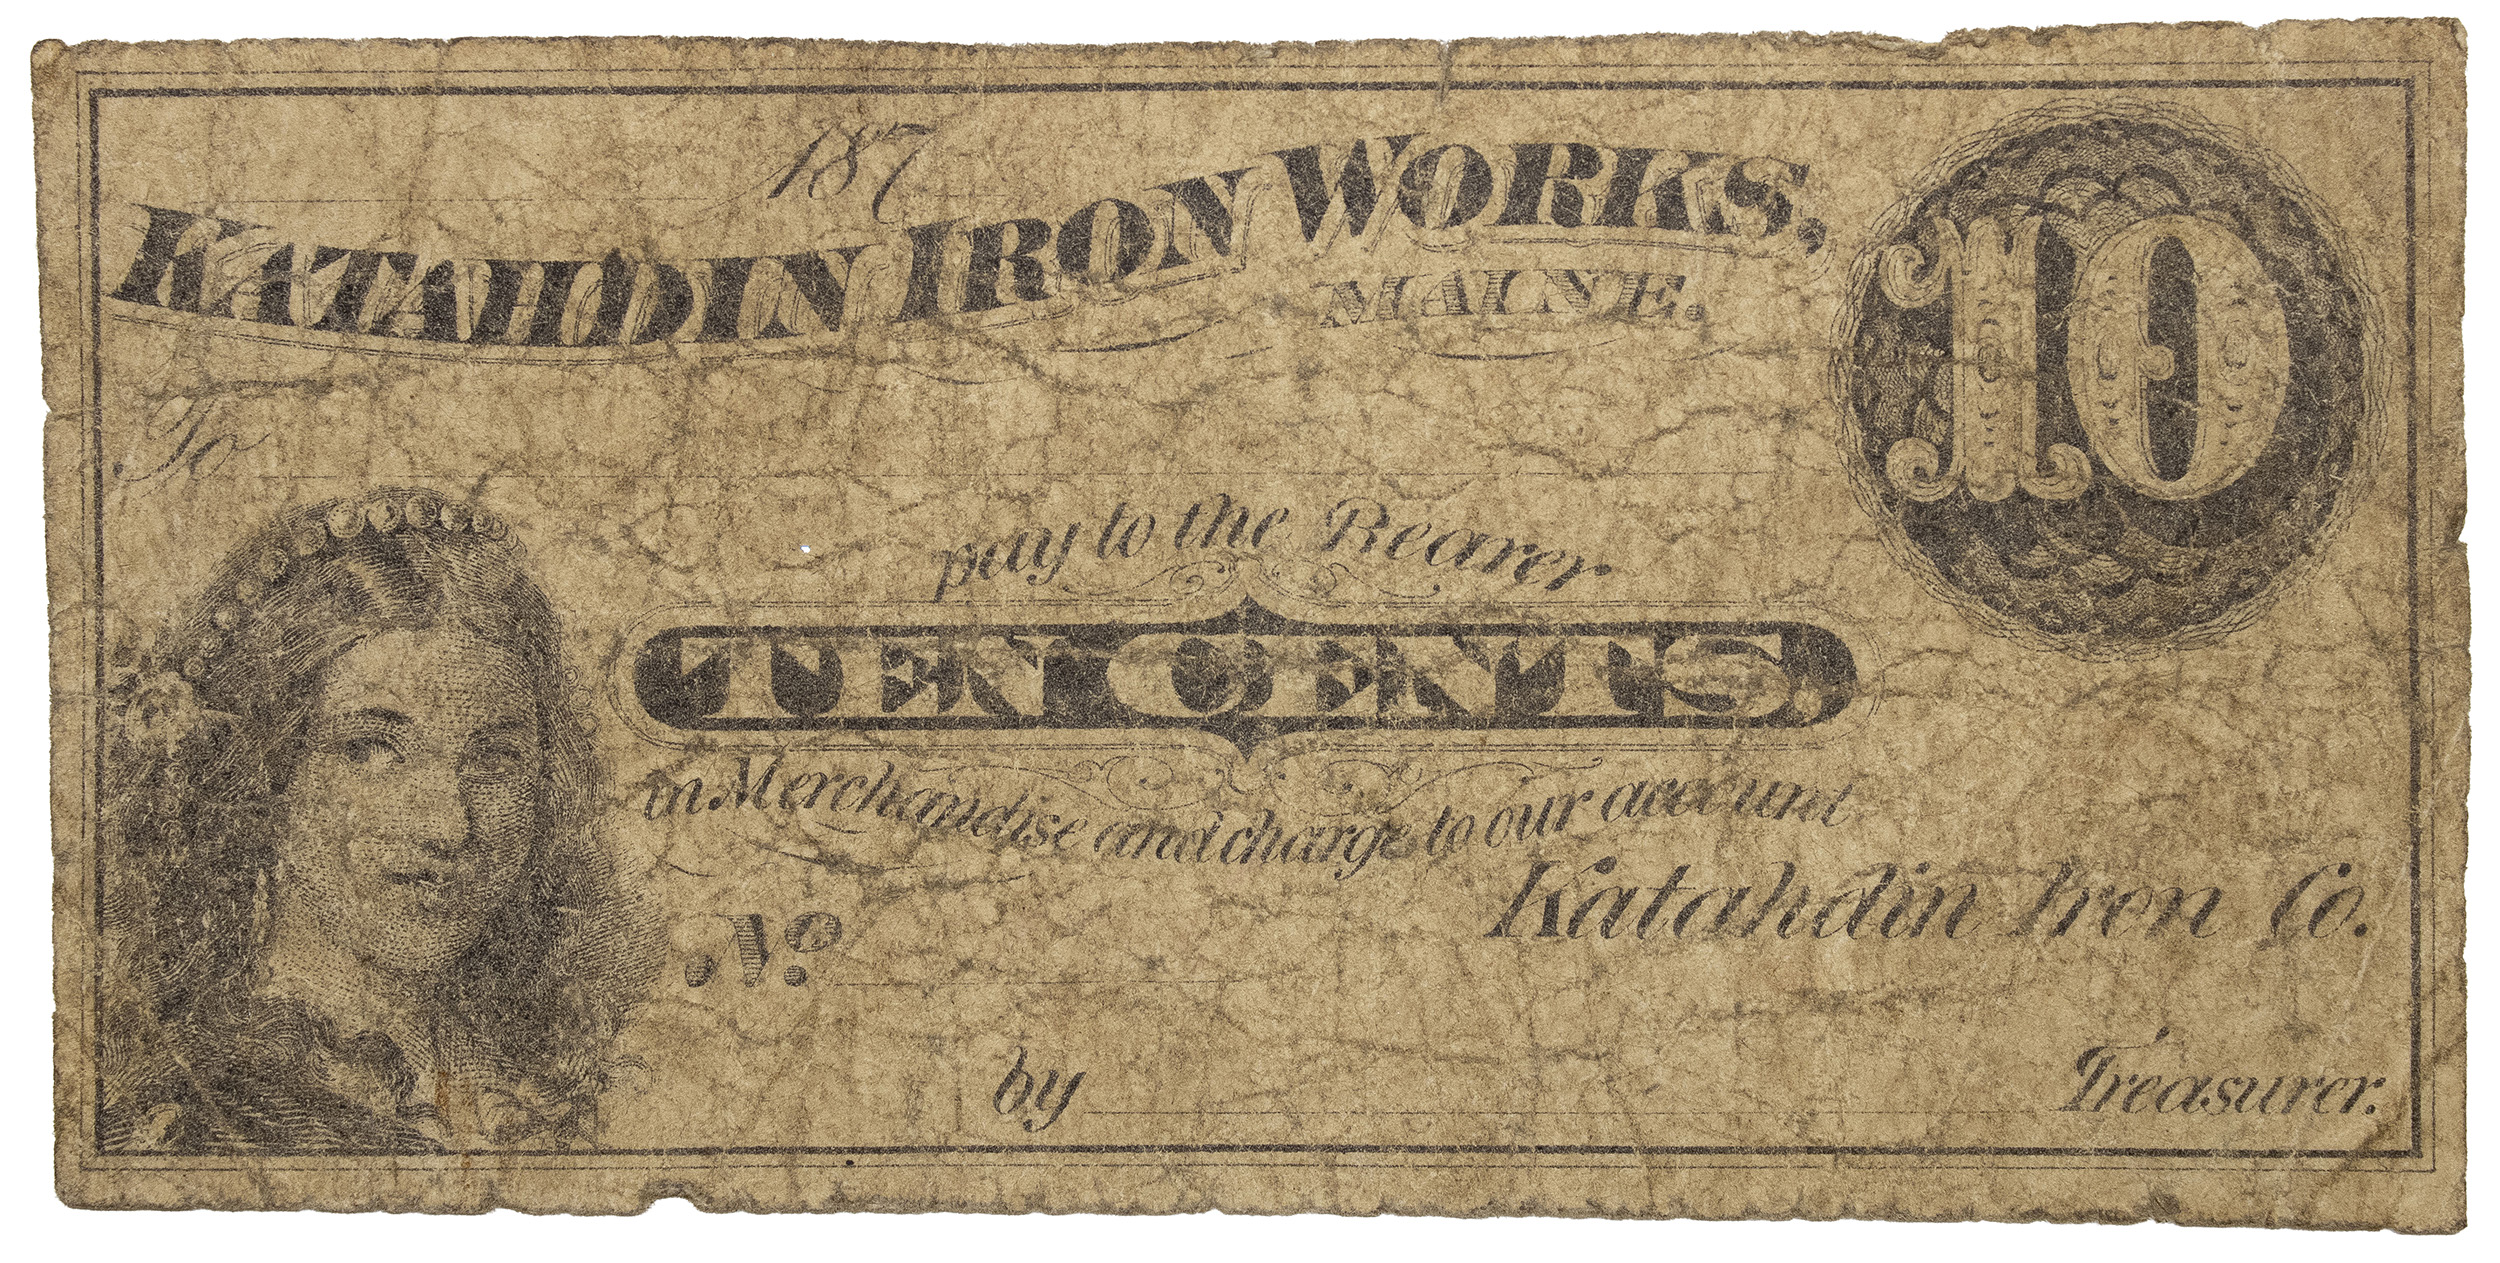 187
KATAHDIN IRON WORKS,
MAINE.
10
To
pay to the Bearer
TEN CENTS.
in Merchandise and charge to our account
Katahdin Iron Co.
No.
by Treasurer.